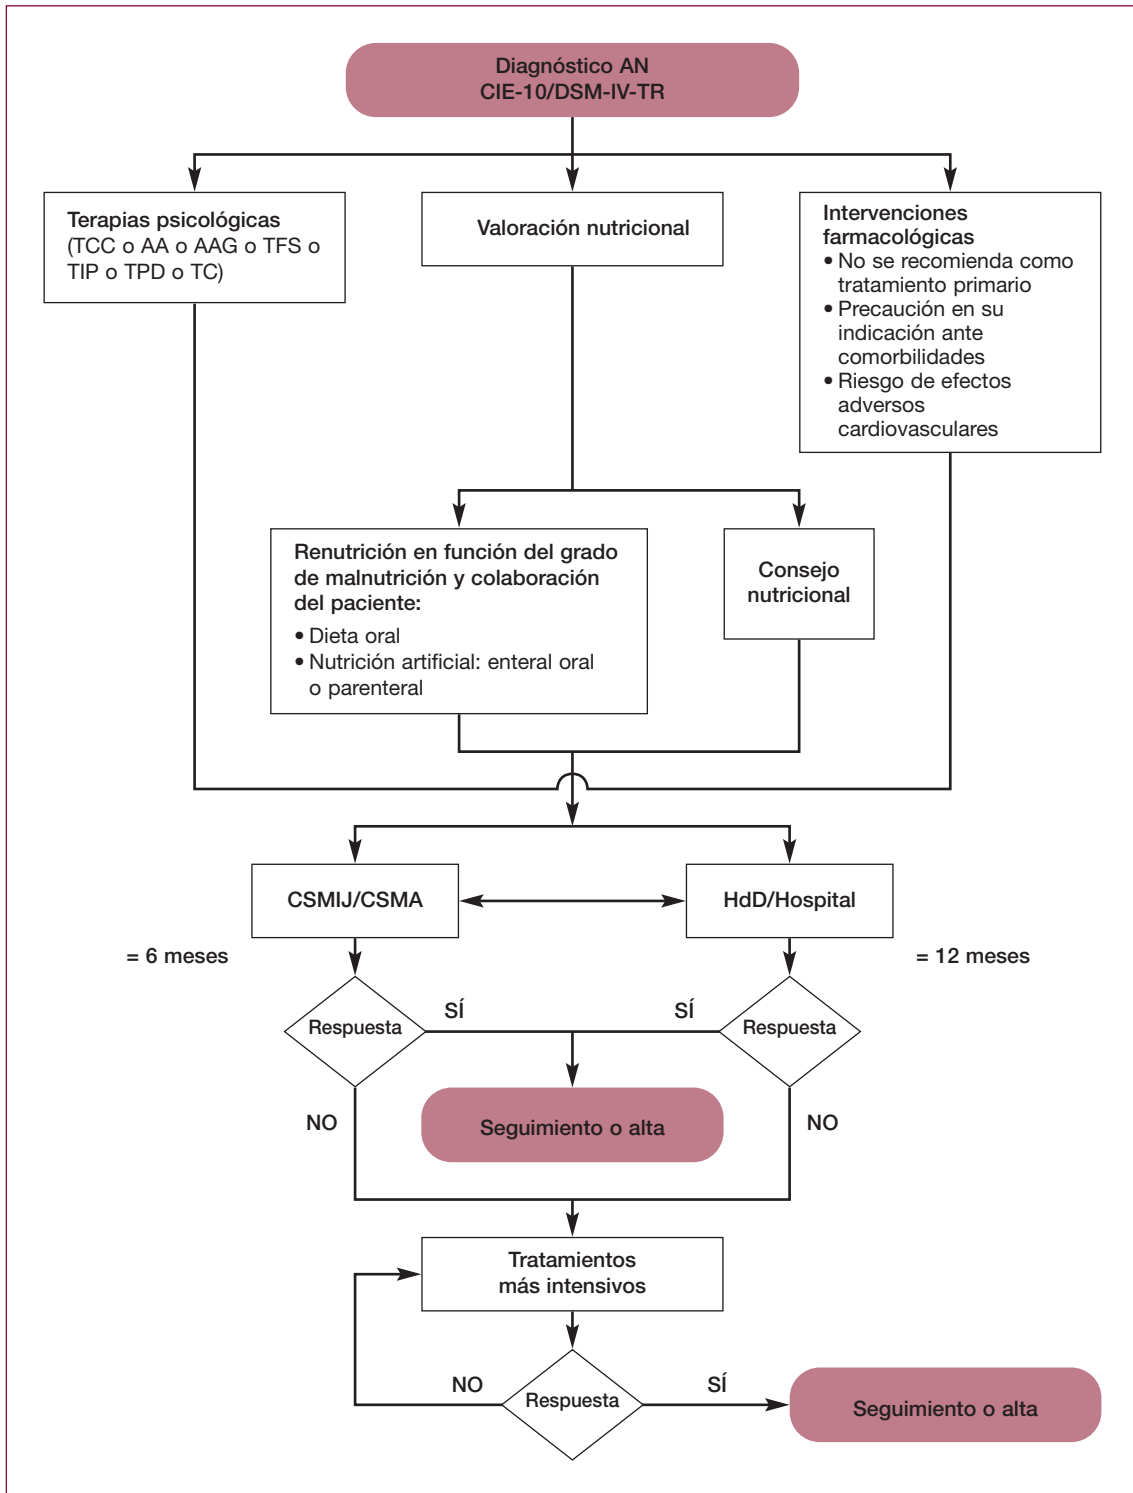 Diagnóstico AN
CIE-10/DSM-IV-TR
Terapias psicológicas
(TCC o AA o AAG o TFS o
TIP o TPD o TC)
Valoración nutricional
Intervenciones
farmacológicas
• No se recomienda como
tratamiento primario
• Precaución en su
indicación ante
comorbilidades
• Riesgo de efectos
adversos
cardiovasculares
Renutrición en función del grado
de malnutrición y colaboración
del paciente:
• Dieta oral
• Nutrición artificial: enteral oral
o parenteral
Consejo
nutricional
CSMIJ/CSMA
HdD/Hospital
= 6 meses
= 12 meses
Respuesta
SÍ
SÍ
Respuesta
NO
Seguimiento o alta
NO
Tratamientos
más intensivos
NO
Respuesta
SÍ
Seguimiento o alta